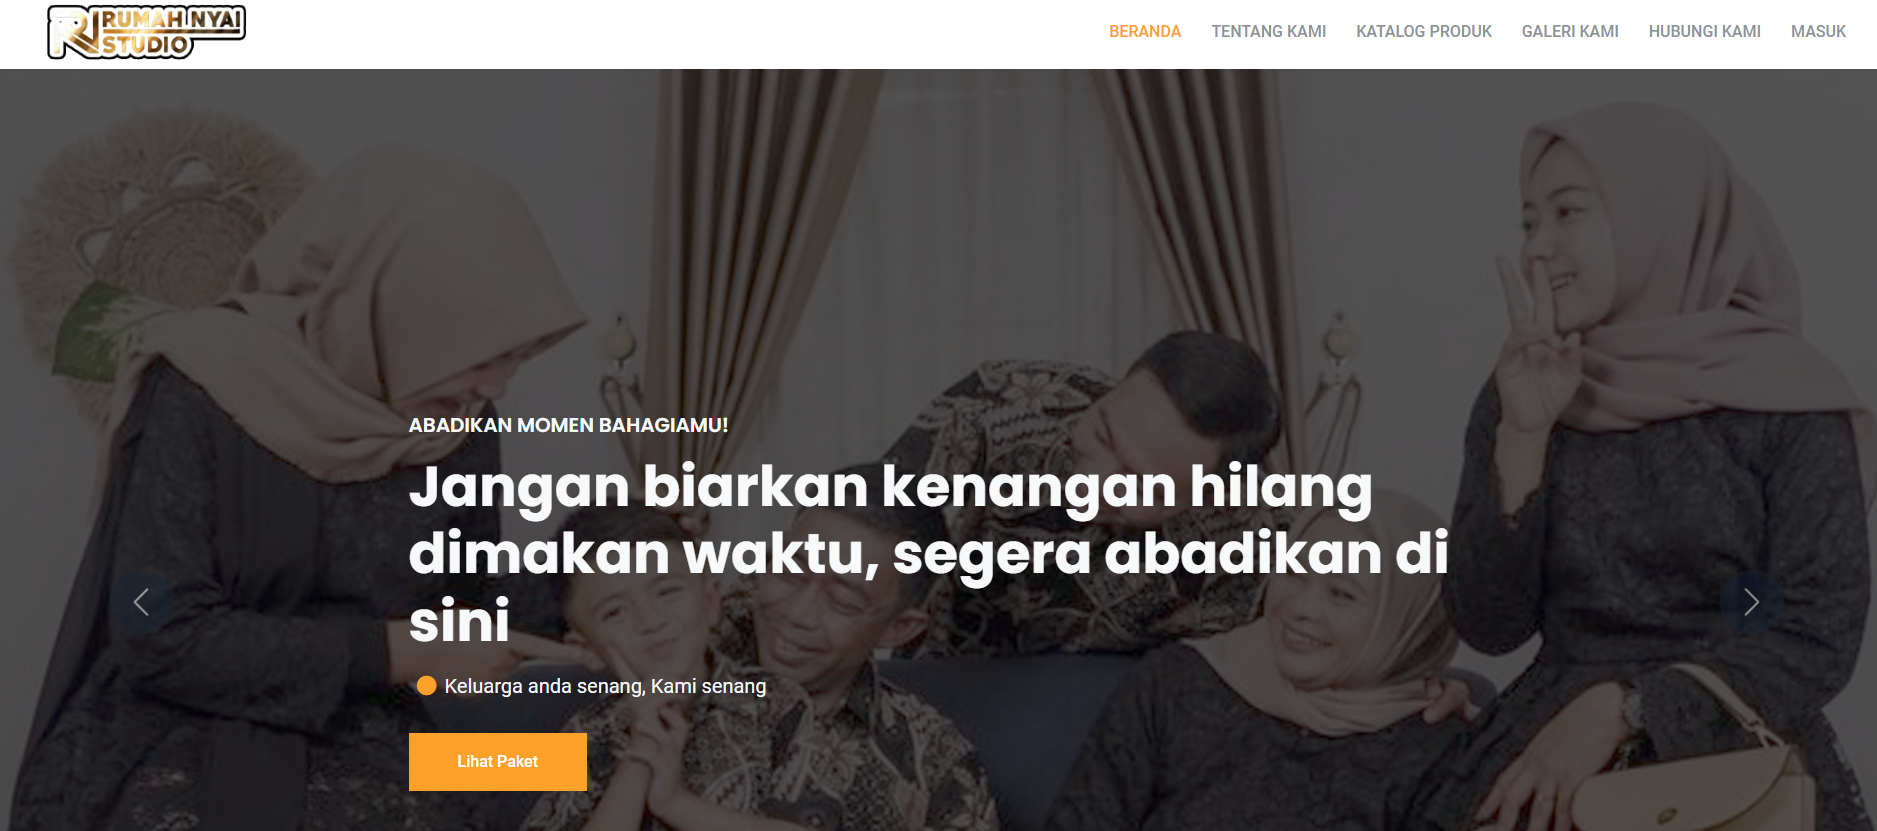 RUMAH NYAI
STUDIO
BERANDA
TENTANG KAMI
KATALOG PRODUK
GALERI KAMI
HUBUNGI KAMI
MASUK
ABADIKAN MOMEN BAHAGIAMU!
Jangan biarkan kenangan hilang
dimakan waktu, segera abadikan di
sini
Keluarga anda senang, Kami senang
Lihat Paket